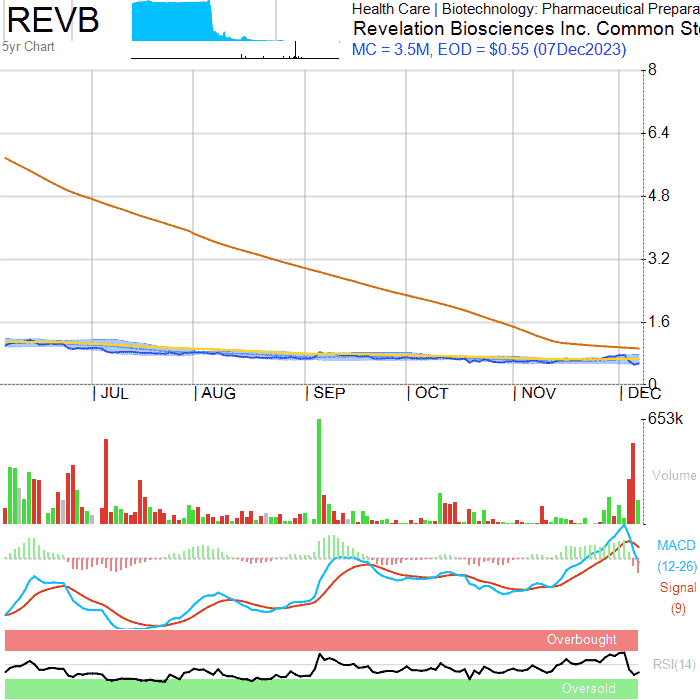 REVB
5yr Chart
Health Care | Biotechnology: Pharmaceutical Prepara
Revelation Biosciences Inc. Common Sto
MC = 3.5M, EOD = $0.55 (07Dec2023)
8
6.4
4.8
3.2
1.6
0
JUL AUG SEP OCT NOV DEC
653k
Volume
MACD
(12-26)
Signal
(9)
Overbought
RSI(14)
Oversold